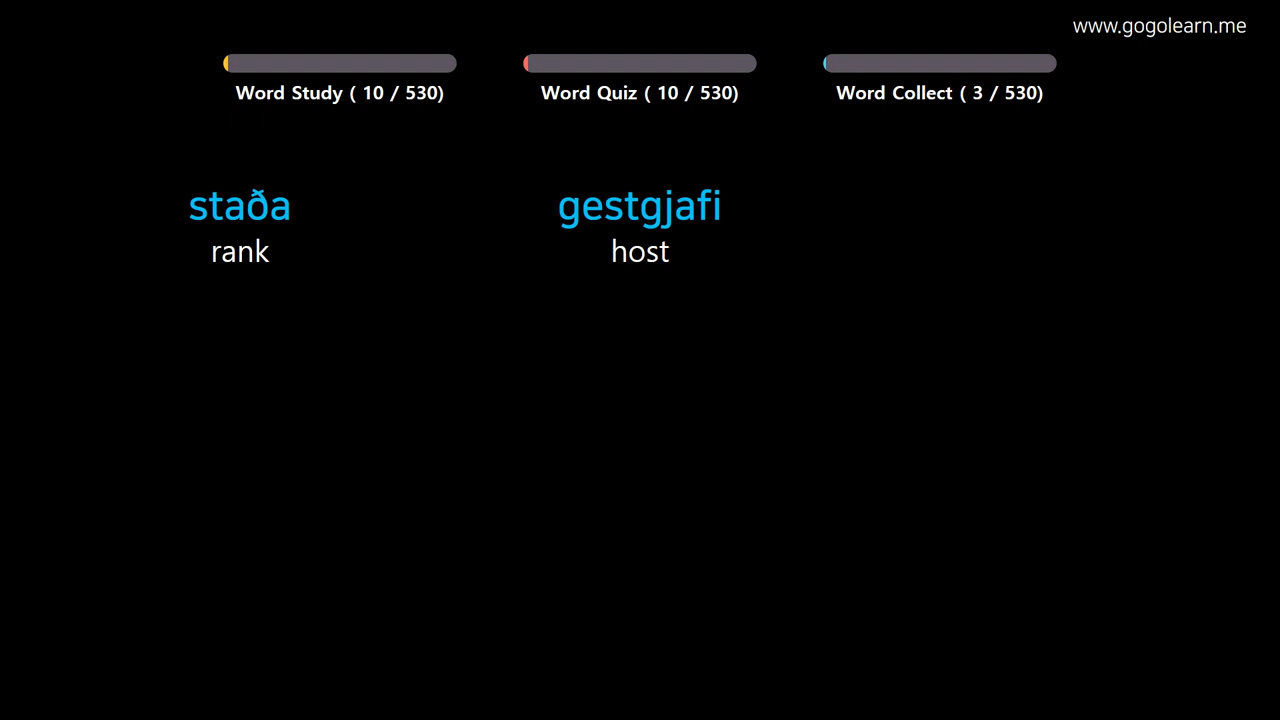 www.gogolearn.me
Word Study ( 10 / 530)
Word Quiz ( 10 / 530)
Word Collect ( 3 / 530)
staða
rank
gestgjafi
host